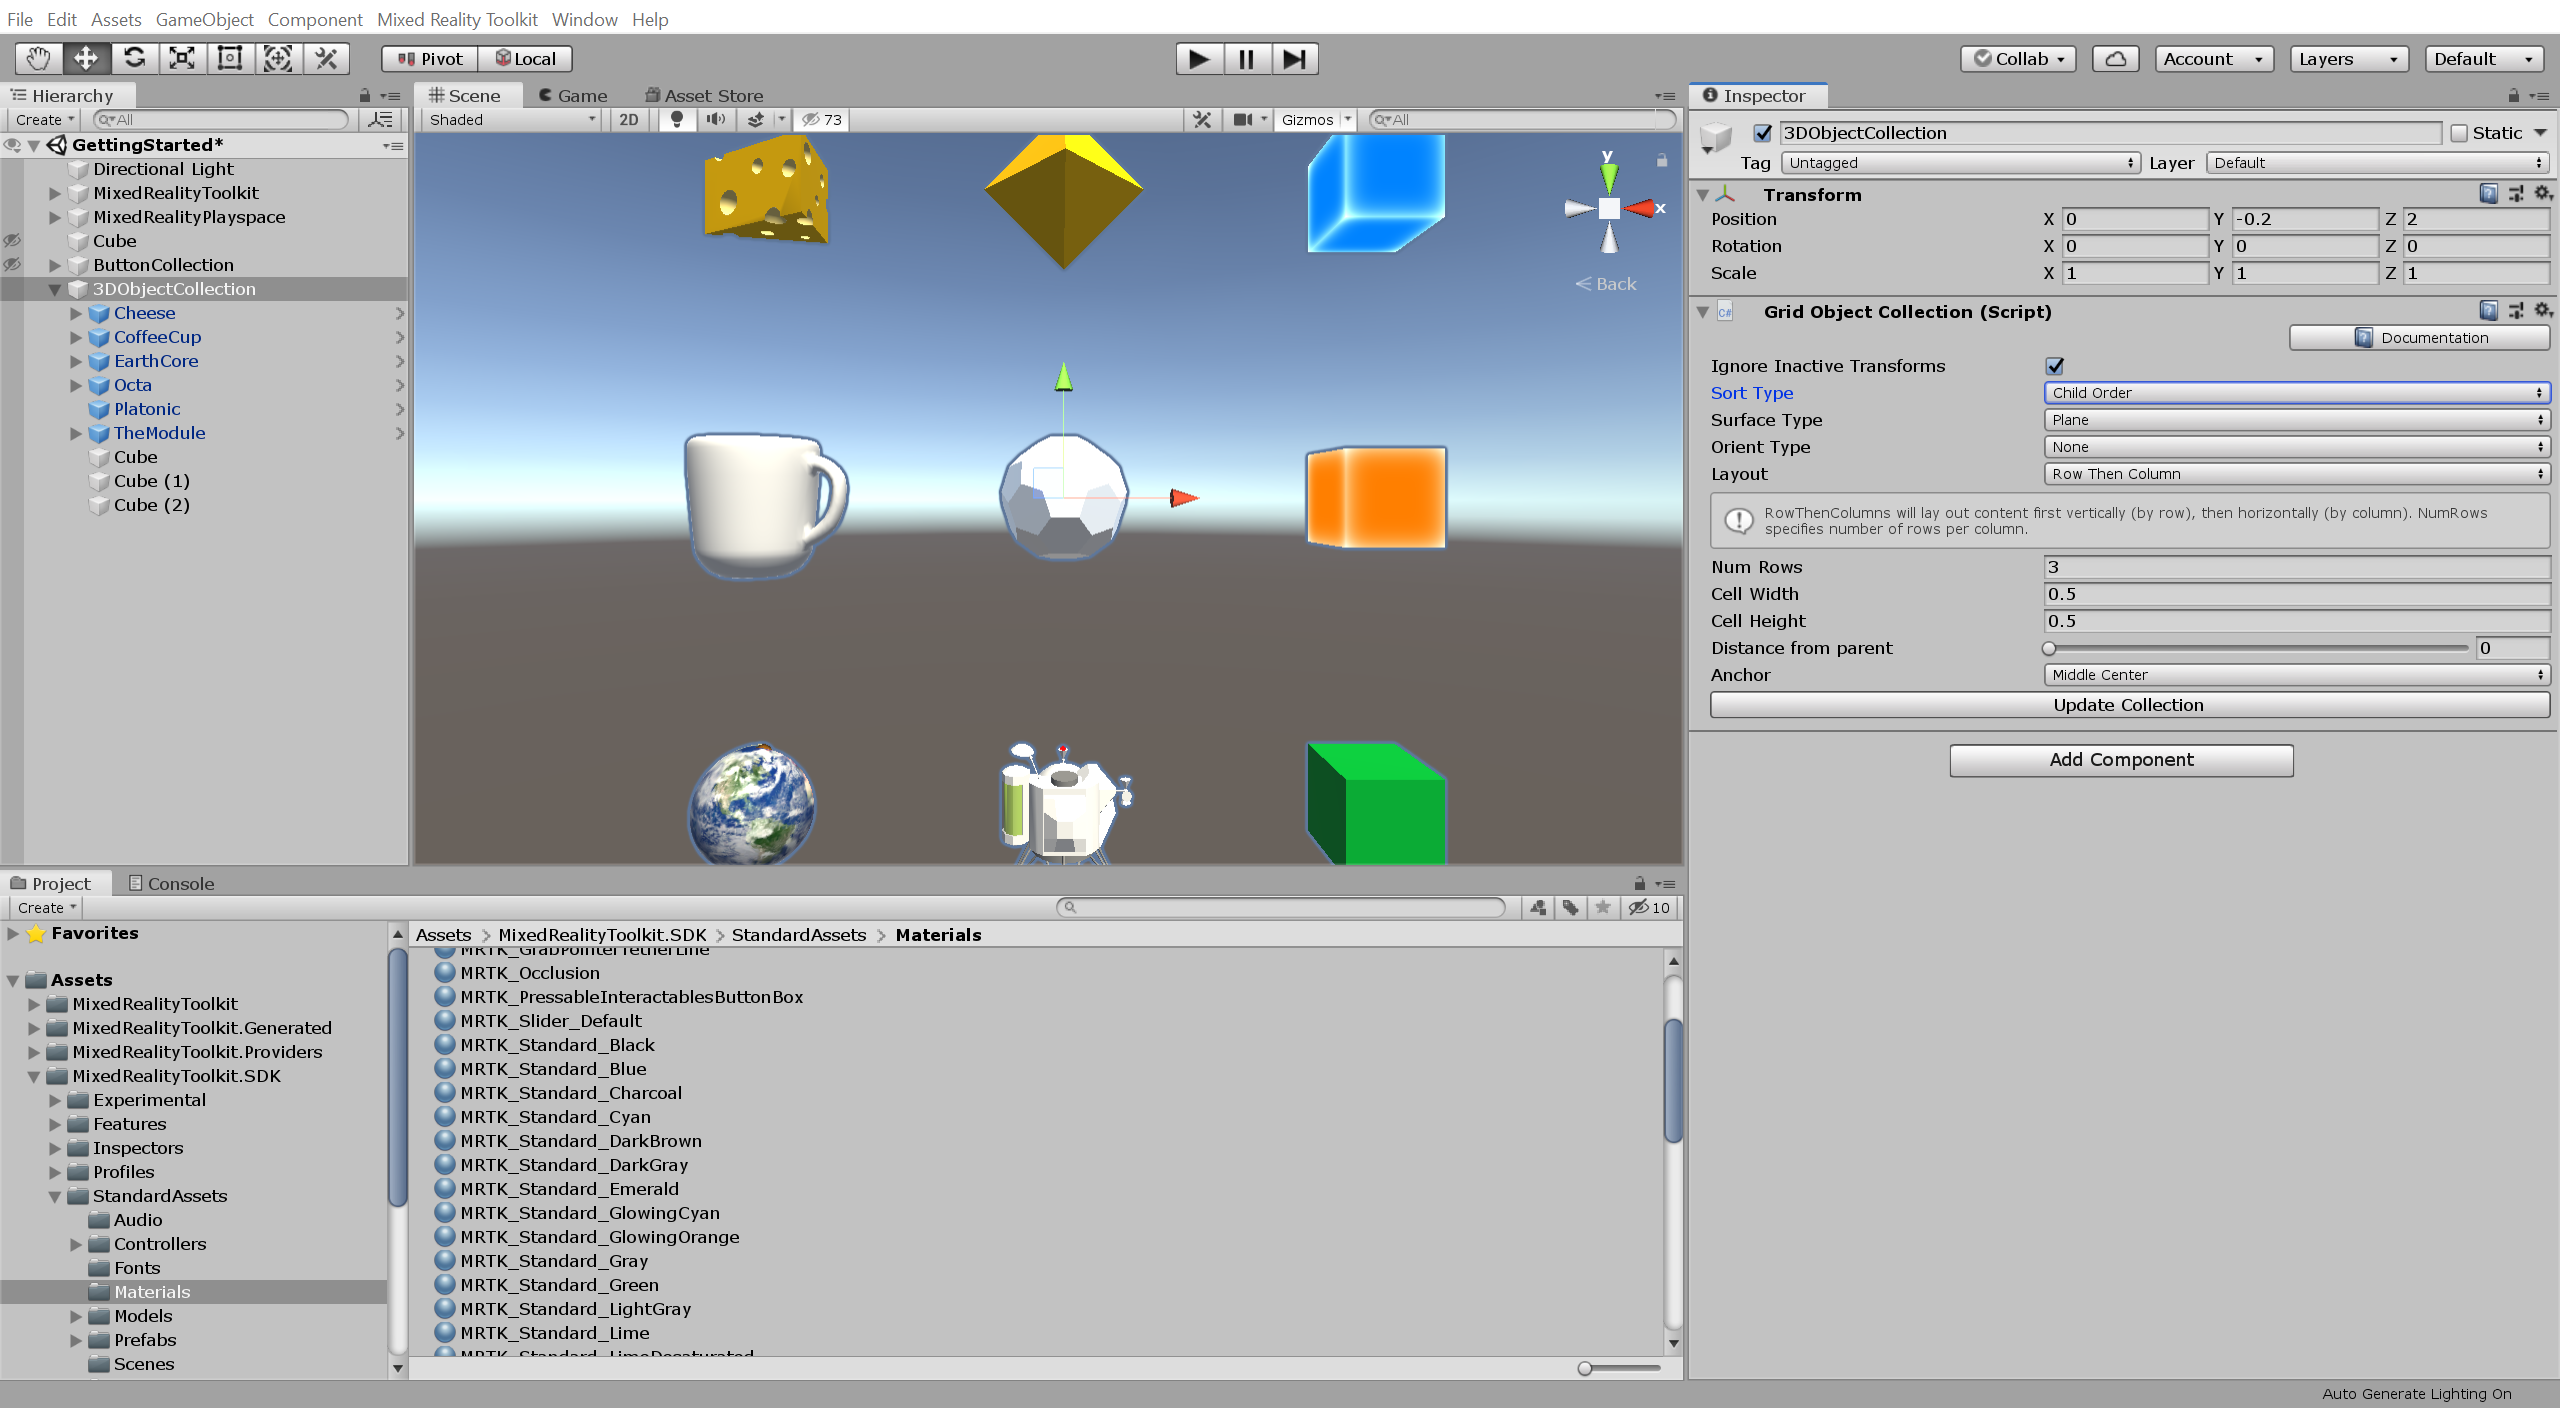 File Edit Assets GameObject Component Mixed Reality Toolkit Window Help
Pivot Local
Collab Account Layers Default
Hierarchy
Create All
GettingStarted*
Directional Light
MixedRealityToolkit
MixedRealityPlayspace
Cube
ButtonCollection
3DObjectCollection
Cheese
CoffeeCup
EarthCore
Octa
Platonic
TheModule
Cube
Cube (1)
Cube (2)
Scene Game Asset Store
Shaded 2D 73 Gizmos All
y
x
< Back
Inspector
3DObjectCollection Static
Tag Untagged Layer Default
Transform
Position X 0 Y -0.2 Z 2
Rotation X 0 Y 0 Z 0
Scale X 1 Y 1 Z 1
C# Grid Object Collection (Script)
Documentation
Ignore Inactive Transforms
Sort Type Child Order
Surface Type Plane
Orient Type None
Layout Row Then Column
RowThenColumns will lay out content first vertically (by row), then horizontally (by column). NumRows
specifies number of rows per column.
Num Rows 3
Cell Width 0.5
Cell Height 0.5
Distance from parent 0
Anchor Middle Center
Update Collection
Add Component
Project Console
Create 10
Favorites
Assets
MixedRealityToolkit
MixedRealityToolkit.Generated
MixedRealityToolkit.Providers
MixedRealityToolkit.SDK
Experimental
Features
Inspectors
Profiles
StandardAssets
Audio
Controllers
Fonts
Materials
Models
Prefabs
Scenes
Assets > MixedRealityToolkit.SDK > StandardAssets > Materials
MRTK_GrabPointerTetherLine
MRTK_Occlusion
MRTK_PressableInteractablesButtonBox
MRTK_Slider_Default
MRTK_Standard_Black
MRTK_Standard_Blue
MRTK_Standard_Charcoal
MRTK_Standard_Cyan
MRTK_Standard_DarkBrown
MRTK_Standard_DarkGray
MRTK_Standard_Emerald
MRTK_Standard_GlowingCyan
MRTK_Standard_GlowingOrange
MRTK_Standard_Gray
MRTK_Standard_Green
MRTK_Standard_LightGray
MRTK_Standard_Lime
MRTK_Standard_LimeDesaturated
Auto Generate Lighting On